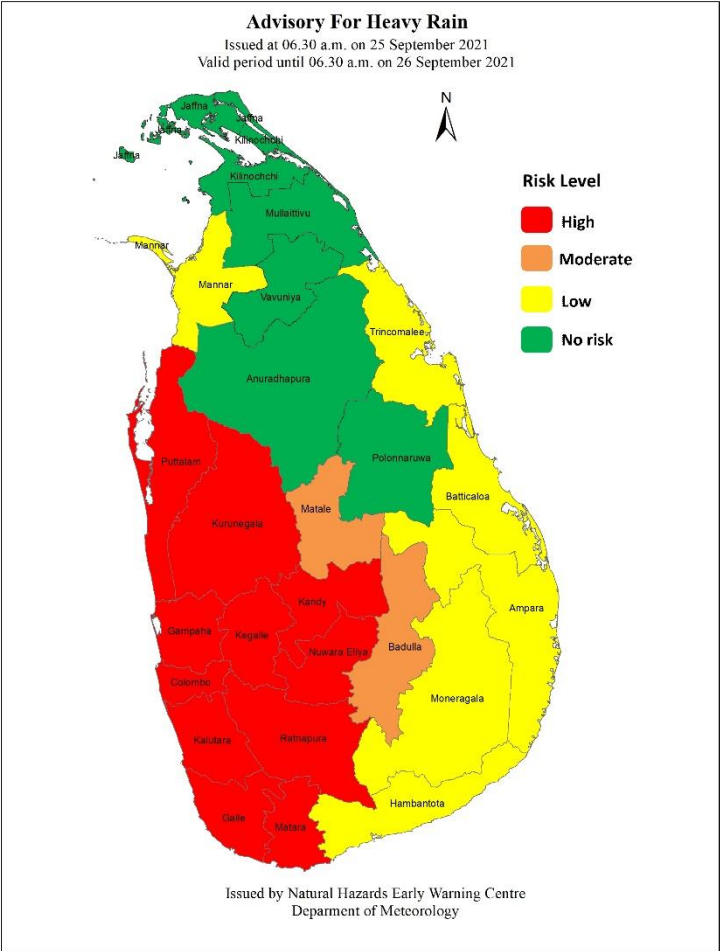 Advisory For Heavy Rain
Issued at 06.30 a.m. on 25 September 2021
Valid period until 06.30 a.m. on 26 September 2021
N
Jaffna
Jaffna
Jaffna
Kilinochchi
Jaffna
Kilinochchi
Mullaittivu
Mannar
Mannar
Vavuniya
Trincomalee
Anuradhapura
Puttalam
Polonnaruwa
Batticaloa
Matale
Kurunegala
Kandy
Ampara
Gampaha
Kegalle
Nuwara Eliya
Badulla
Colombo
Moneragala
Kalutara
Ratnapura
Hambantota
Galle
Matara
Risk Level
High
Moderate
Low
No risk
Issued by Natural Hazards Early Warning Centre
Deparment of Meteorology